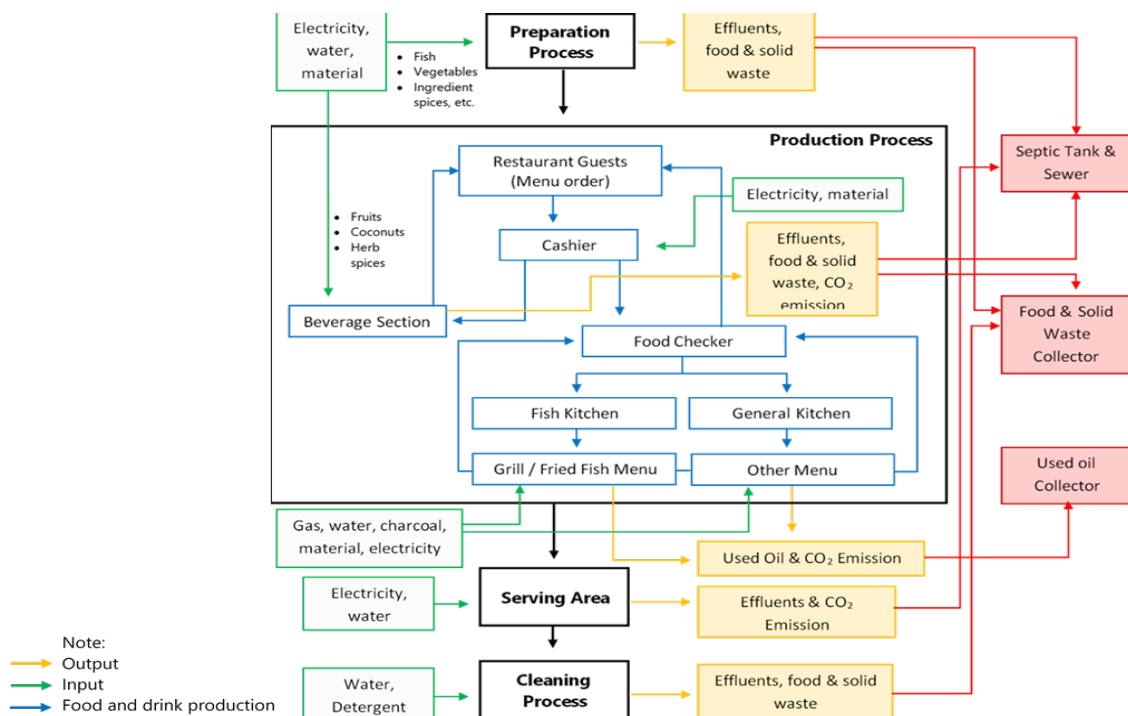 Electricity,
water,
material
• Fish
• Vegetables
• Ingredient
spices, etc.
Preparation
Process
Effluents,
food & solid
waste
Production Process
Restaurant Guests
(Menu order)
Electricity, material
Septic Tank &
Sewer
• Fruits
• Coconuts
• Herb
spices
Cashier
Effluents,
food & solid
waste, CO₂
emission
Beverage Section
Food Checker
Food & Solid
Waste
Collector
Fish Kitchen
General Kitchen
Grill / Fried Fish Menu
Other Menu
Used oil
Collector
Gas, water, charcoal,
material, electricity
Used Oil & CO₂ Emission
Electricity,
water
Serving Area
Effluents & CO₂
Emission
Note:
Output
Input
Food and drink production
Water,
Detergent
Cleaning
Process
Effluents, food & solid
waste